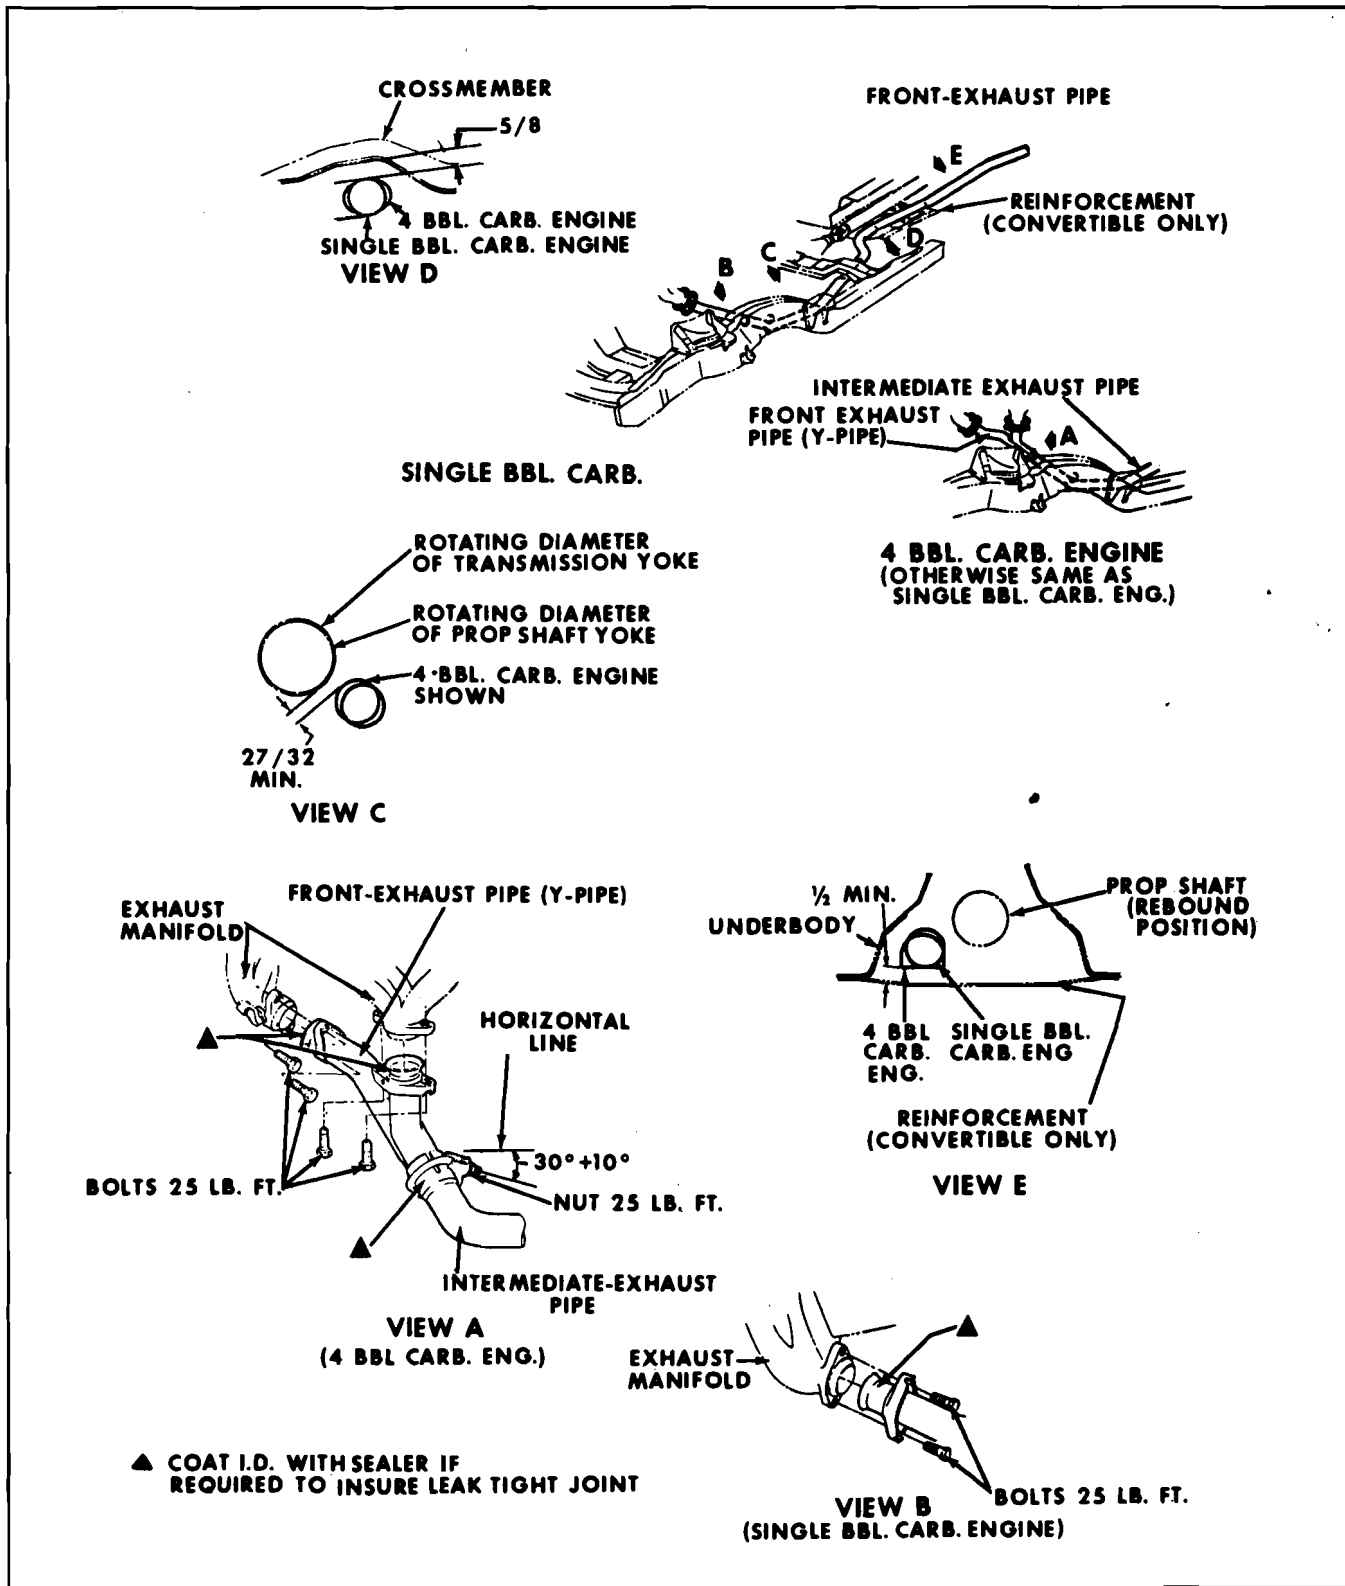 CROSSMEMBER
5/8
4 BBL. CARB. ENGINE
SINGLE BBL. CARB. ENGINE
VIEW D
FRONT-EXHAUST PIPE
E
REINFORCEMENT
(CONVERTIBLE ONLY)
D
C
B
SINGLE BBL. CARB.
INTERMEDIATE EXHAUST PIPE
FRONT EXHAUST
PIPE (Y-PIPE)
A
4 BBL. CARB. ENGINE
(OTHERWISE SAME AS
SINGLE BBL. CARB. ENG.)
ROTATING DIAMETER
OF TRANSMISSION YOKE
ROTATING DIAMETER
OF PROP SHAFT YOKE
4 BBL. CARB. ENGINE
SHOWN
27/32
MIN.
VIEW C
FRONT-EXHAUST PIPE (Y-PIPE)
EXHAUST
MANIFOLD
HORIZONTAL
LINE
30°+10°
BOLTS 25 LB. FT.
NUT 25 LB. FT.
INTERMEDIATE-EXHAUST
PIPE
VIEW A
(4 BBL CARB. ENG.)
½ MIN.
UNDERBODY
PROP SHAFT
(REBOUND
POSITION)
4 BBL
CARB.
ENG.
SINGLE BBL.
CARB. ENG
REINFORCEMENT
(CONVERTIBLE ONLY)
VIEW E
EXHAUST
MANIFOLD
BOLTS 25 LB. FT.
VIEW B
(SINGLE BBL. CARB. ENGINE)
▲ COAT I.D. WITH SEALER IF
REQUIRED TO INSURE LEAK TIGHT JOINT